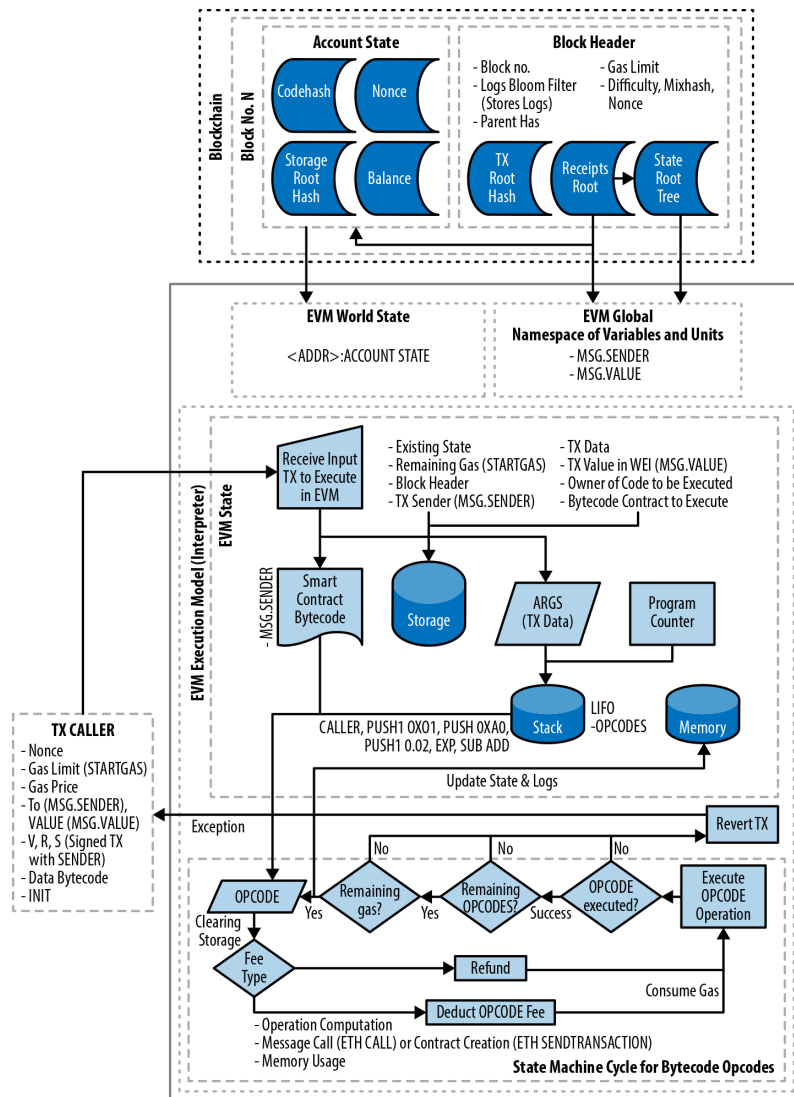 Blockchain
Block No. N
Account State
Codehash
Nonce
Storage
Root
Hash
Balance
Block Header
- Block no.
- Logs Bloom Filter
(Stores Logs)
- Parent Has
- Gas Limit
- Difficulty, Mixhash,
Nonce
TX
Root
Hash
Receipts
Root
State
Root
Tree
EVM World State
<ADDR>:ACCOUNT STATE
EVM Global
Namespace of Variables and Units
- MSG.SENDER
- MSG.VALUE
EVM Execution Model (Interpreter)
EVM State
Receive Input
TX to Execute
in EVM
- Existing State
- Remaining Gas (STARTGAS)
- Block Header
- TX Sender (MSG.SENDER)
- TX Data
- TX Value in WEI (MSG.VALUE)
- Owner of Code to be Executed
- Bytecode Contract to Execute
- MSG.SENDER
Smart
Contract
Bytecode
Storage
ARGS
(TX Data)
Program
Counter
Stack
LIFO
-OPCODES
Memory
CALLER, PUSH1 0X01, PUSH 0XA0,
PUSH1 0.02, EXP, SUB ADD
Update State & Logs
TX CALLER
- Nonce
- Gas Limit (STARTGAS)
- Gas Price
- To (MSG.SENDER),
VALUE (MSG.VALUE)
- V, R, S (Signed TX
with SENDER)
- Data Bytecode
- INIT
Exception
Revert TX
No
No
No
OPCODE
Yes
Remaining
gas?
Yes
Remaining
OPCODES?
Success
OPCODE
executed?
Execute
OPCODE
Operation
Clearing
Storage
Fee
Type
Refund
Consume Gas
Deduct OPCODE Fee
- Operation Computation
- Message Call (ETH CALL) or Contract Creation (ETH SENDTRANSACTION)
- Memory Usage
State Machine Cycle for Bytecode Opcodes